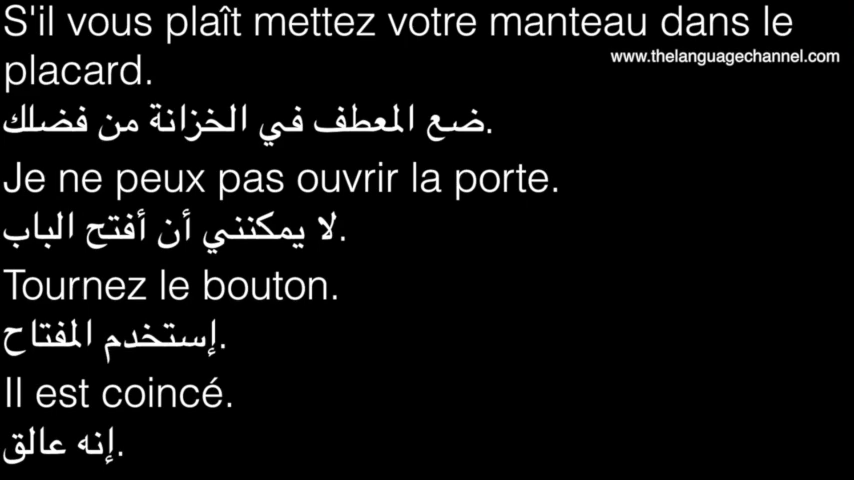 S'il vous plaît mettez votre manteau dans le
www.thelanguagechannel.com
placard.
ضع المعطف في الخزانة من فضلك.
Je ne peux pas ouvrir la porte.
لا يمكنني أن أفتح الباب.
Tournez le bouton.
إستخدم المفتاح.
Il est coincé.
إنه عالق.